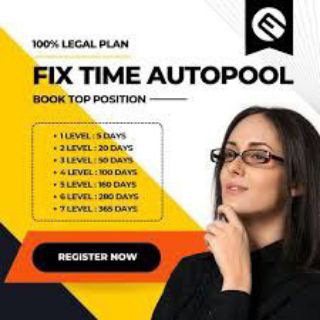 100% LEGAL PLAN
FIX TIME AUTOPOOL
BOOK TOP POSITION
• 1 LEVEL : 5 DAYS
• 2 LEVEL : 20 DAYS
• 3 LEVEL : 50 DAYS
• 4 LEVEL : 100 DAYS
• 5 LEVEL : 160 DAYS
• 6 LEVEL : 280 DAYS
• 7 LEVEL : 365 DAYS
REGISTER NOW